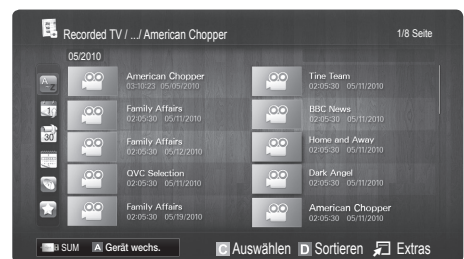 Recorded TV / .../ American Chopper
1/8 Seite
05/2010
American Chopper
03:10:23 05/05/2010
Family Affairs
02:05:30 05/11/2010
Family Affairs
02:05:30 05/12/2010
QVC Selection
02:05:30 05/11/2010
Family Affairs
02:05:30 05/19/2010
Tine Team
02:05:30 05/11/2010
BBC News
02:05:30 05/11/2010
Home and Away
02:05:30 05/11/2010
Dark Angel
02:05:30 05/11/2010
American Chopper
02:05:30 05/11/2010
30
SUM
A Gerät wechs.
C Auswählen D Sortieren Extras